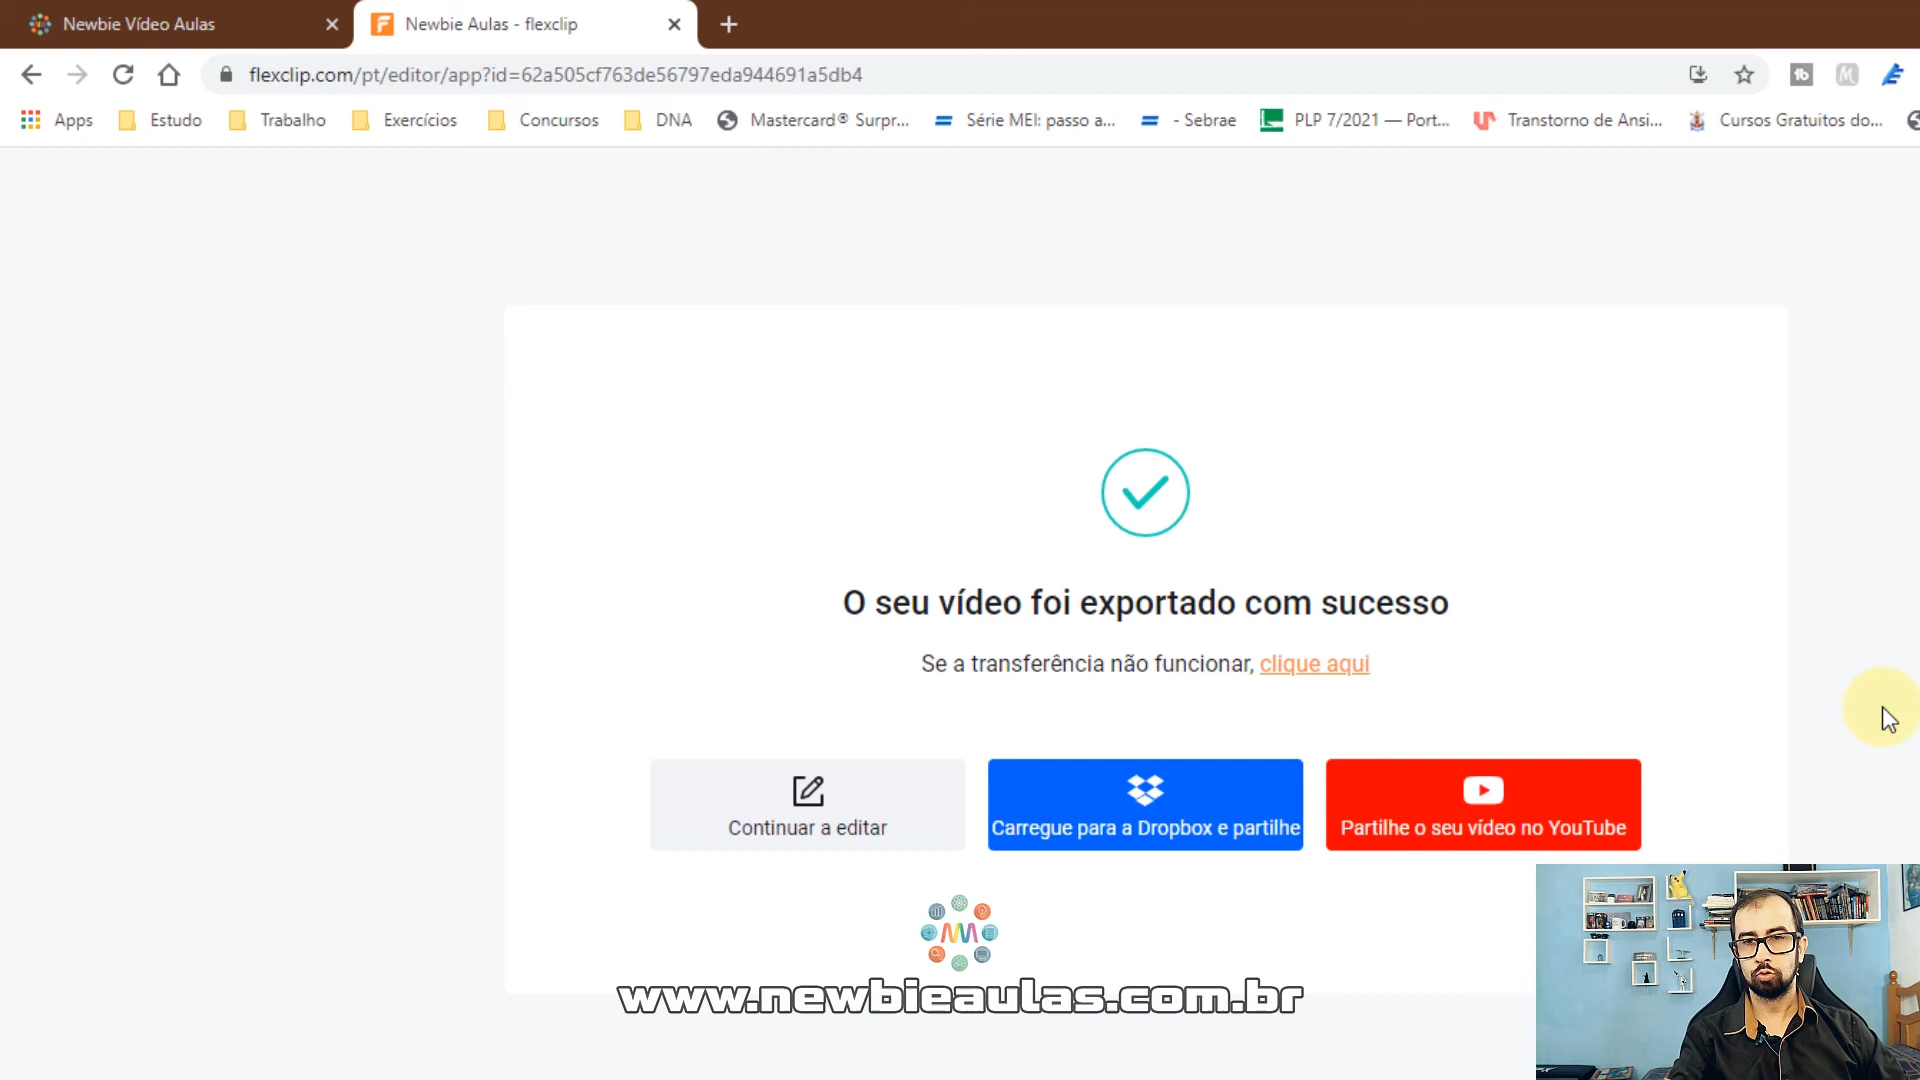 Newbie Vídeo Aulas
Newbie Aulas - flexclip
flexclip.com/pt/editor/app?id=62a505cf763de56797eda944691a5db4
Apps
Estudo
Trabalho
Exercícios
Concursos
DNA
Mastercard® Surpr...
Série MEI: passo a...
- Sebrae
PLP 7/2021 — Port...
Transtorno de Ansi...
Cursos Gratuitos do...
O seu vídeo foi exportado com sucesso
Se a transferência não funcionar, clique aqui
Continuar a editar
Carregue para a Dropbox e partilhe
Partilhe o seu vídeo no YouTube
www.newbieaulas.com.br